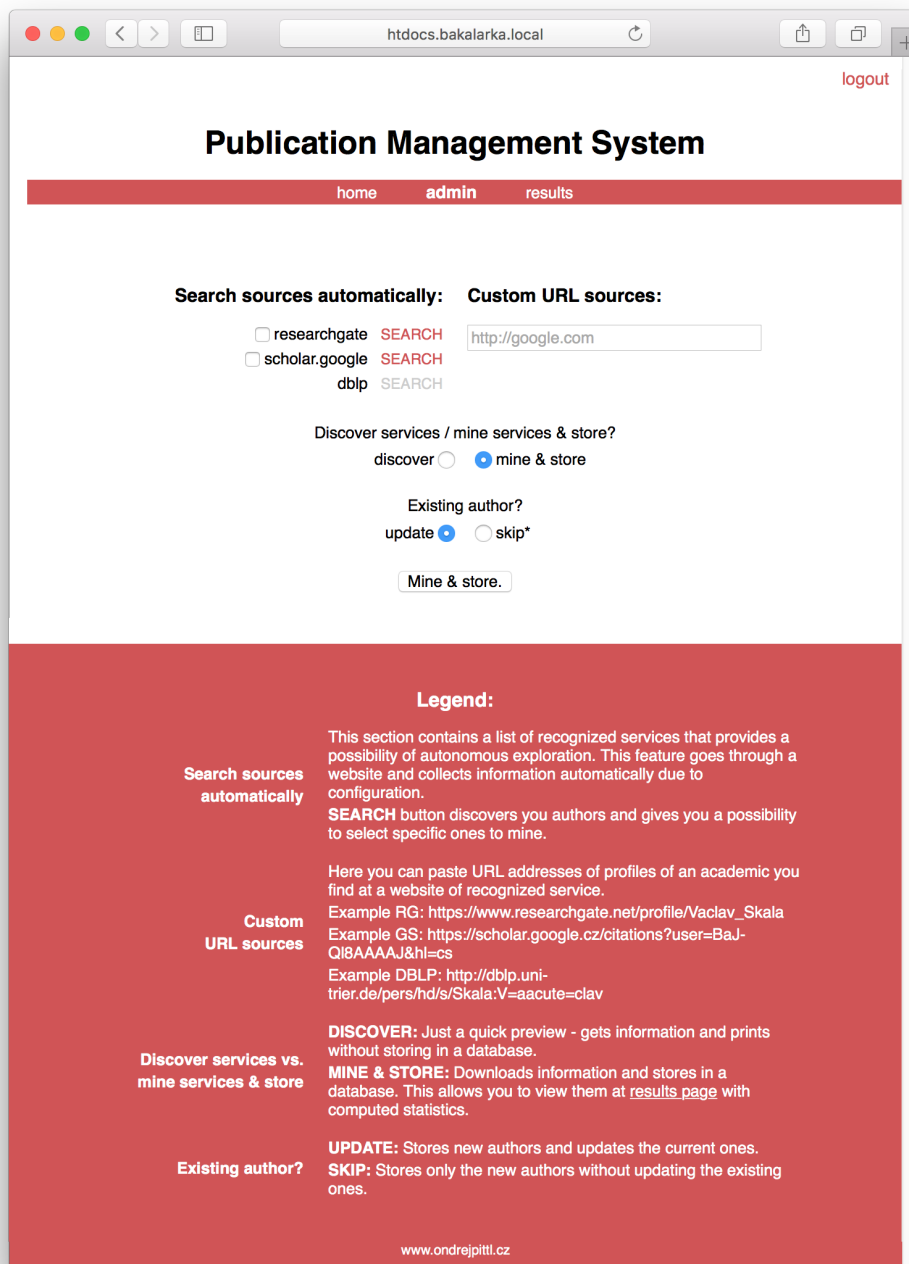 htdocs.bakalarka.local
logout
Publication Management System
home admin results
Search sources automatically: Custom URL sources:
researchgate SEARCH http://google.com
scholar.google SEARCH
dblp SEARCH
Discover services / mine services & store?
discover mine & store
Existing author?
update skip*
Mine & store.
Legend:
Search sources
automatically
This section contains a list of recognized services that provides a
possibility of autonomous exploration. This feature goes through a
website and collects information automatically due to
configuration.
SEARCH button discovers you authors and gives you a possibility
to select specific ones to mine.
Custom
URL sources
Here you can paste URL addresses of profiles of an academic you
find at a website of recognized service.
Example RG: https://www.researchgate.net/profile/Vaclav_Skala
Example GS: https://scholar.google.cz/citations?user=BaJ-
Ql8AAAAJ&hl=cs
Example DBLP: http://dblp.uni-
trier.de/pers/hd/s/Skala:V=aacute=clav
Discover services vs.
mine services & store
DISCOVER: Just a quick preview - gets information and prints
without storing in a database.
MINE & STORE: Downloads information and stores in a
database. This allows you to view them at results page with
computed statistics.
Existing author?
UPDATE: Stores new authors and updates the current ones.
SKIP: Stores only the new authors without updating the existing
ones.
www.ondrejpittl.cz